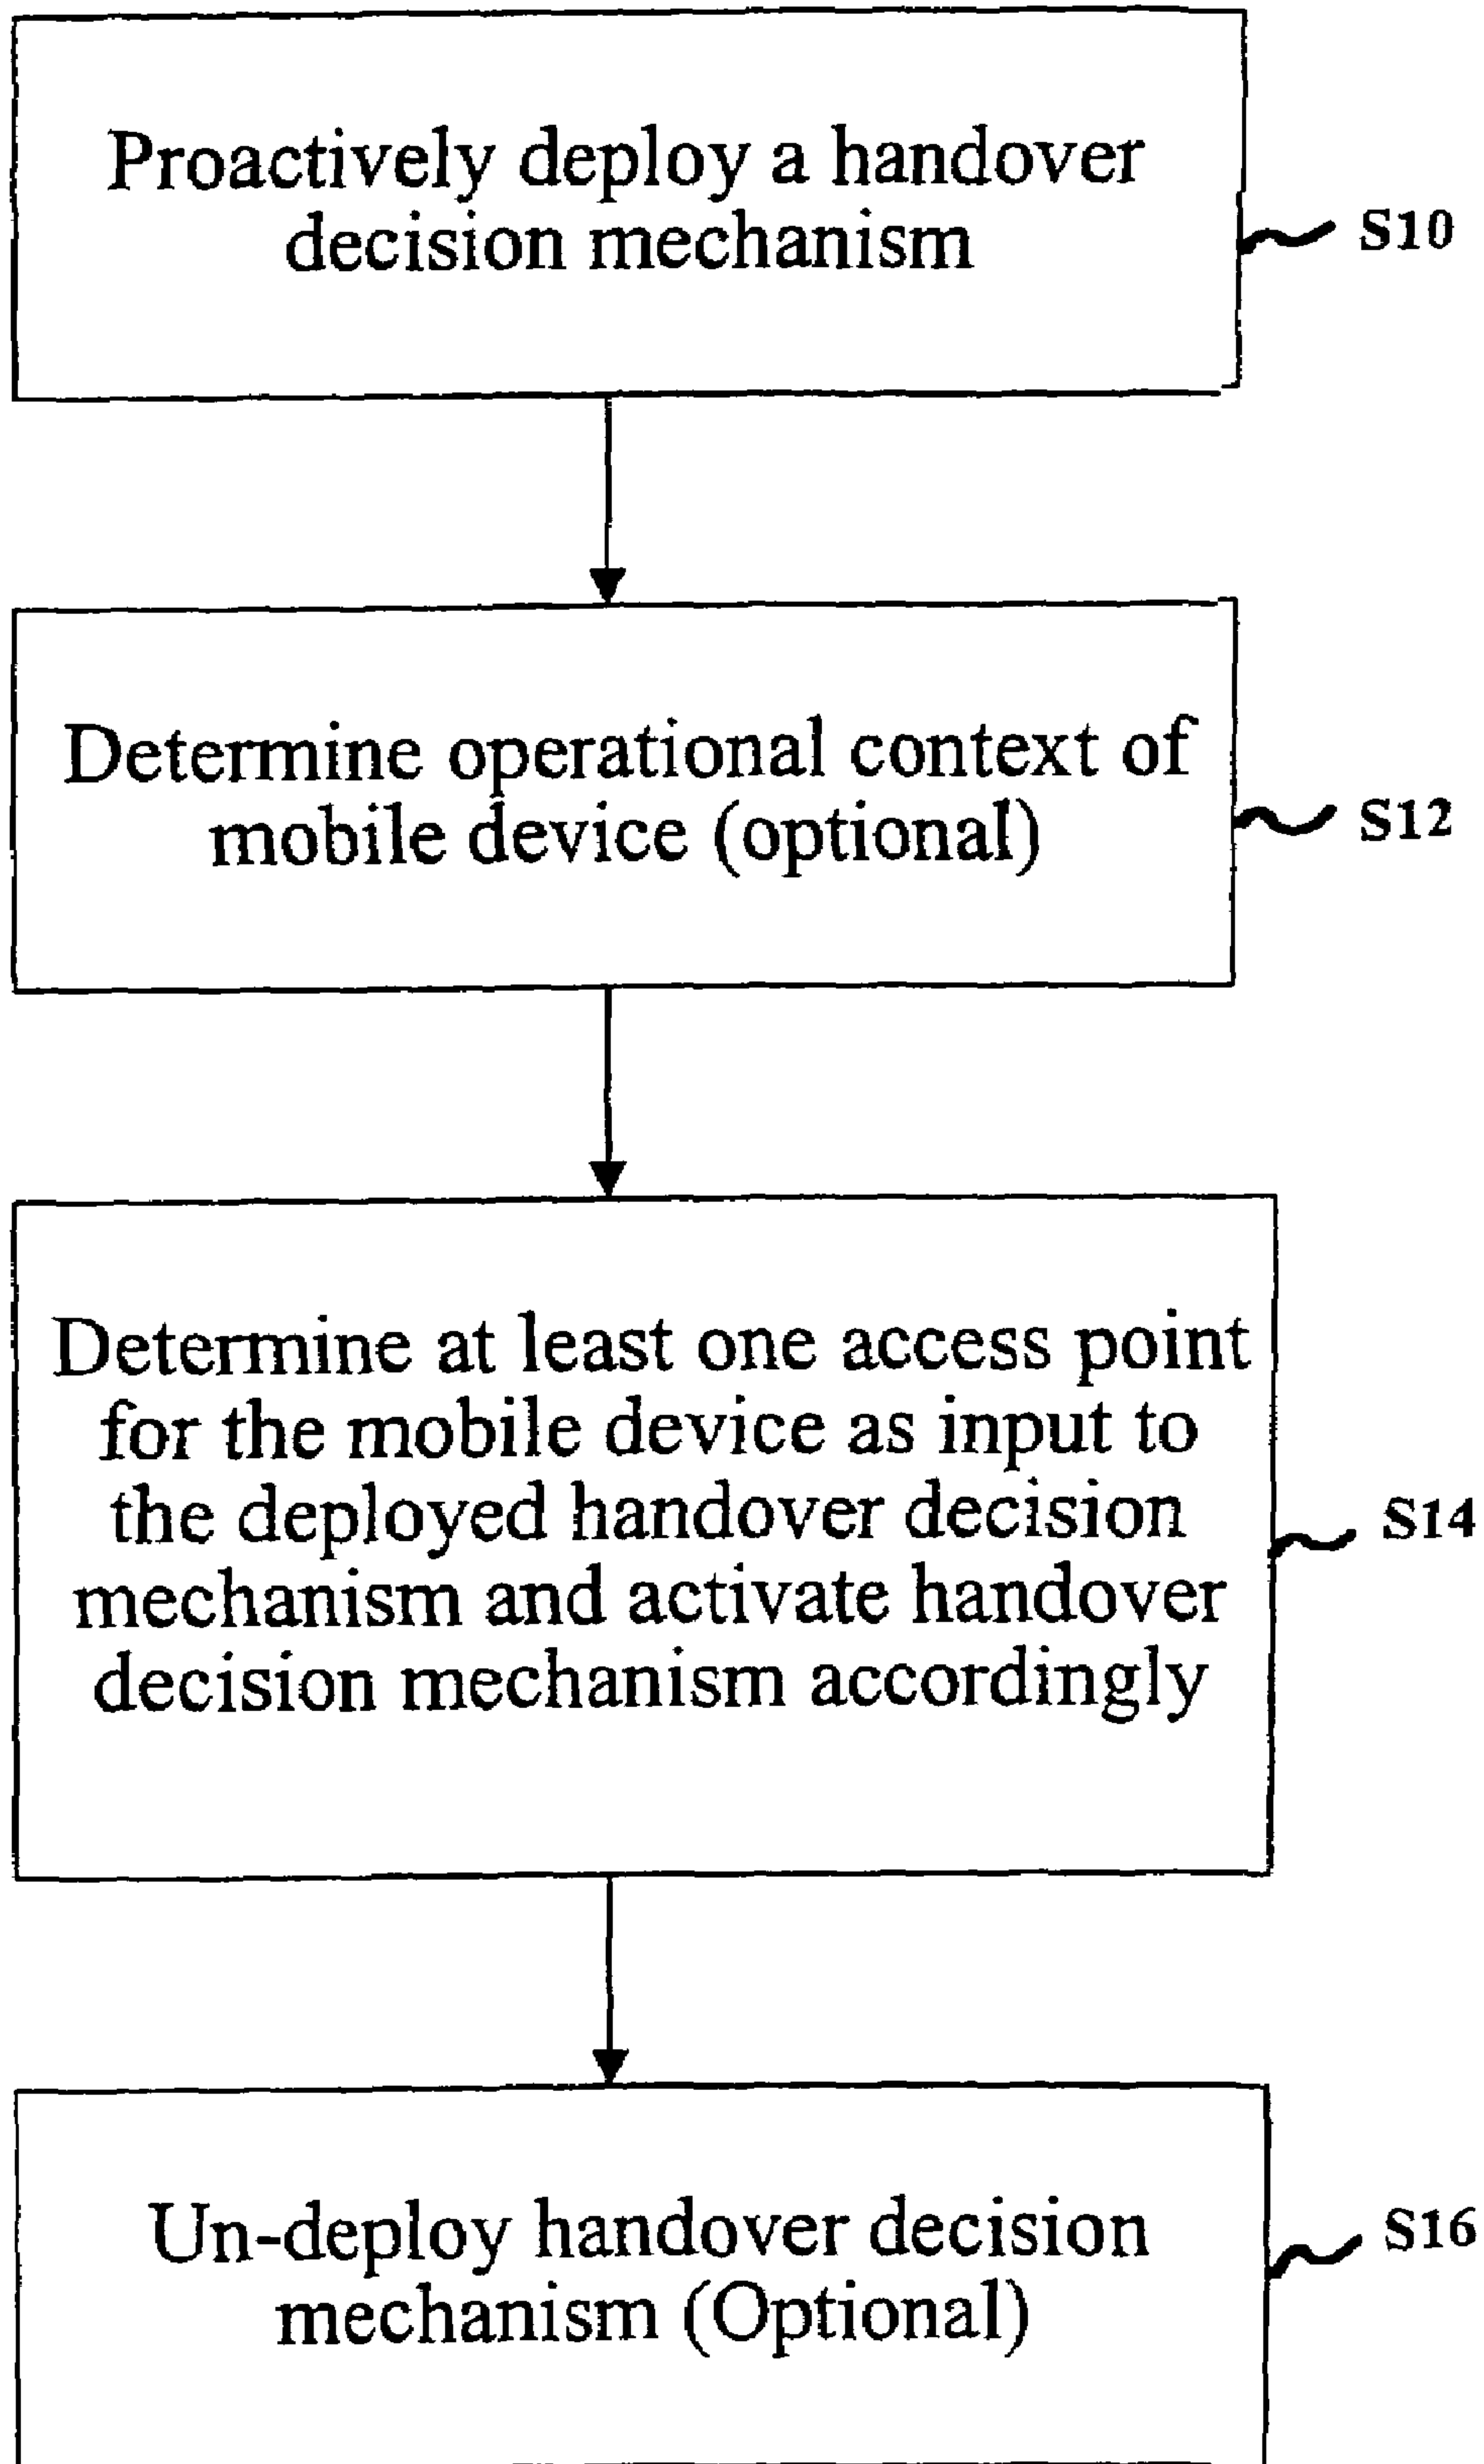 Proactively deploy a handover
decision mechanism
S10
Determine operational context of
mobile device (optional)
S12
Determine at least one access point
for the mobile device as input to
the deployed handover decision
mechanism and activate handover
decision mechanism accordingly
S14
Un-deploy handover decision
mechanism (Optional)
S16